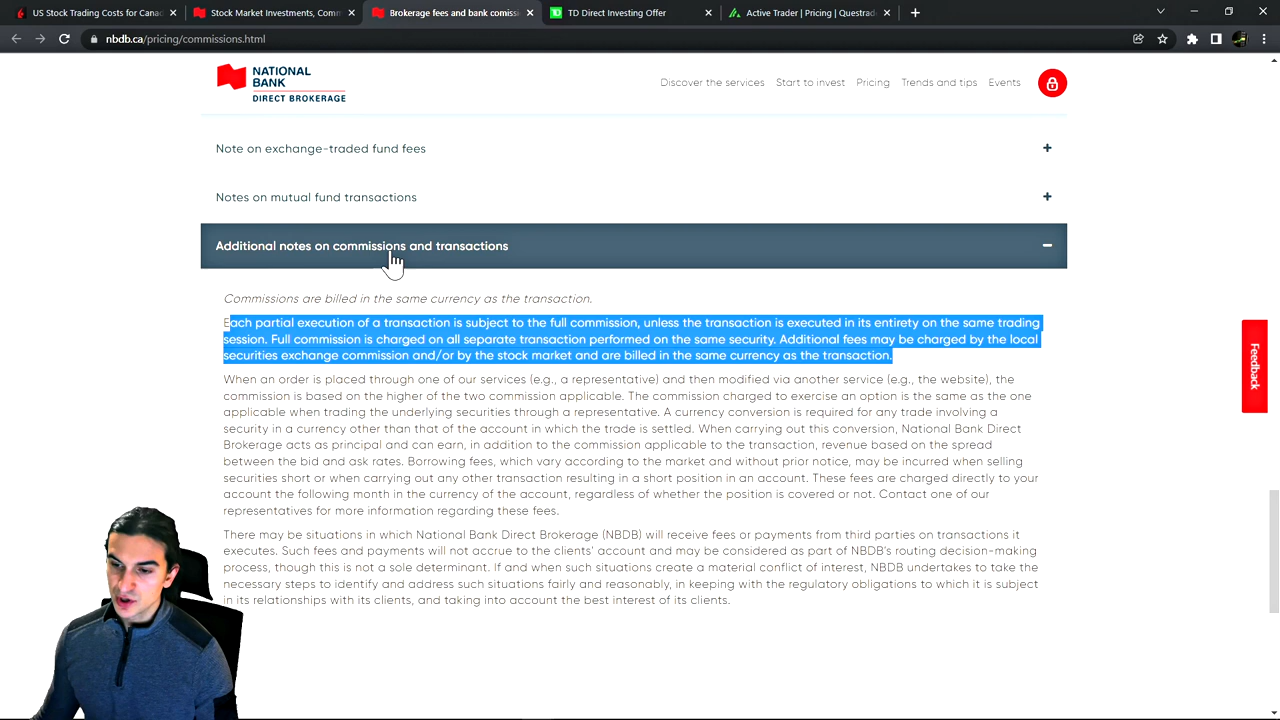 US Stock Trading Costs for Canad
Stock Market Investments, Comm
Brokerage fees and bank comissio
TD Direct Investing Offer
Active Trader | Pricing | Questrade
nbdb.ca/pricing/commissions.html
NATIONAL
BANK
DIRECT BROKERAGE
Discover the services
Start to invest
Pricing
Trends and tips
Events
Note on exchange-traded fund fees
Notes on mutual fund transactions
Additional notes on commissions and transactions
Commissions are billed in the same currency as the transaction.
Each partial execution of a transaction is subject to the full commission, unless the transaction is executed in its entirety on the same trading
session. Full commission is charged on all separate transaction performed on the same security. Additional fees may be charged by the local
securities exchange commission and/or by the stock market and are billed in the same currency as the transaction.
When an order is placed through one of our services (e.g., a representative) and then modified via another service (e.g., the website), the
commission is based on the higher of the two commission applicable. The commission charged to exercise an option is the same as the one
applicable when trading the underlying securities through a representative. A currency conversion is required for any trade involving a
security in a currency other than that of the account in which the trade is settled. When carrying out this conversion, National Bank Direct
Brokerage acts as principal and can earn, in addition to the commission applicable to the transaction, revenue based on the spread
between the bid and ask rates. Borrowing fees, which vary according to the market and without prior notice, may be incurred when selling
securities short or when carrying out any other transaction resulting in a short position in an account. These fees are charged directly to your
account the following month in the currency of the account, regardless of whether the position is covered or not. Contact one of our
representatives for more information regarding these fees.
There may be situations in which National Bank Direct Brokerage (NBDB) will receive fees or payments from third parties on transactions it
executes. Such fees and payments will not accrue to the clients' account and may be considered as part of NBDB's routing decision-making
process, though this is not a sole determinant. If and when such situations create a material conflict of interest, NBDB undertakes to take the
necessary steps to identify and address such situations fairly and reasonably, in keeping with the regulatory obligations to which it is subject
in its relationships with its clients, and taking into account the best interest of its clients.
Feedback